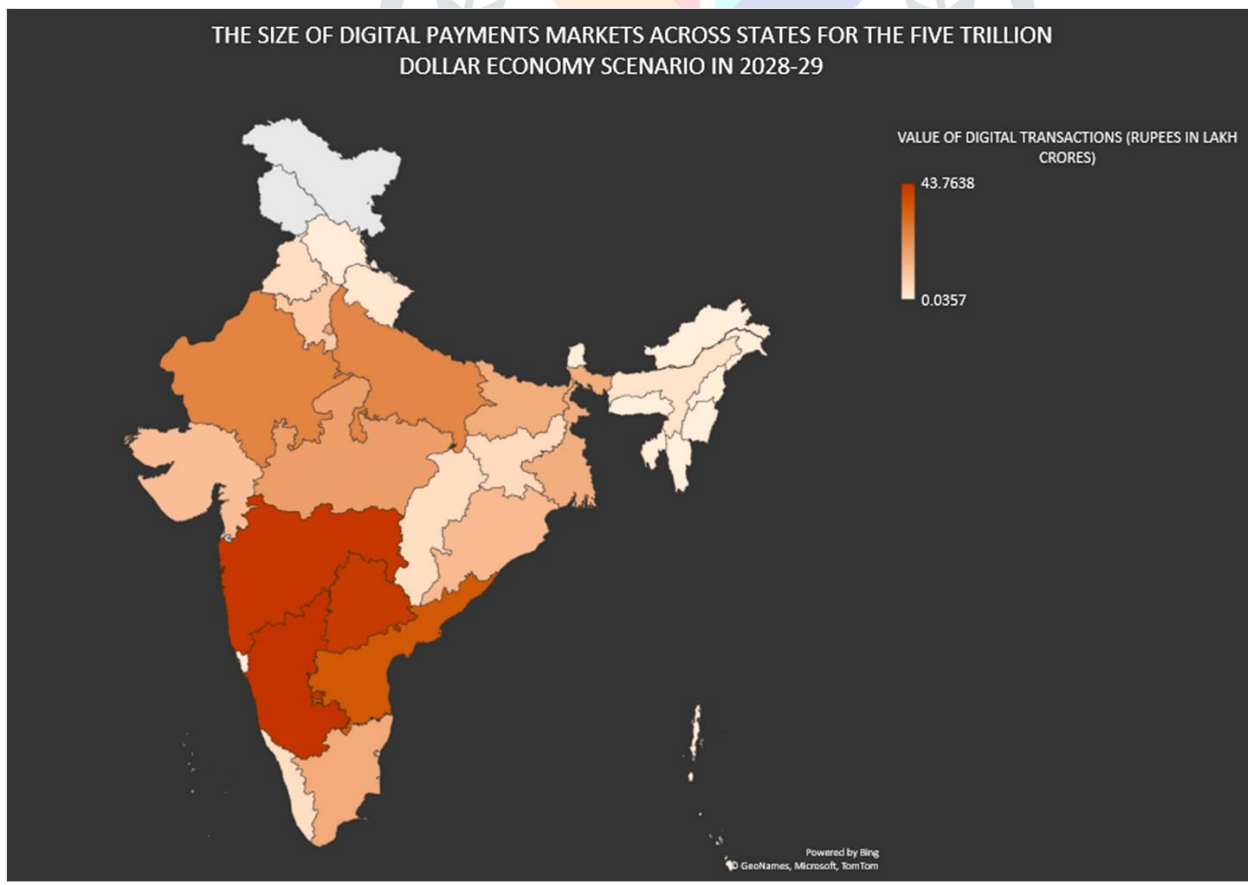 THE SIZE OF DIGITAL PAYMENTS MARKETS ACROSS STATES FOR THE FIVE TRILLION
DOLLAR ECONOMY SCENARIO IN 2028-29
VALUE OF DIGITAL TRANSACTIONS (RUPEES IN LAKH
CRORES)
43.7638
0.0357
Powered by Bing
© GeoNames, Microsoft, TomTom